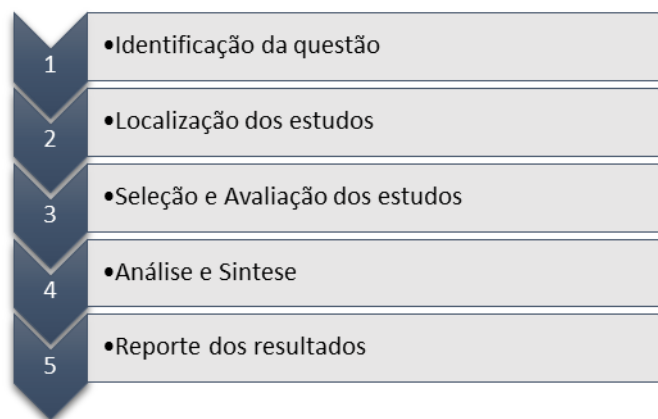 1
•Identificação da questão
2
•Localização dos estudos
3
•Seleção e Avaliação dos estudos
4
•Análise e Sintese
5
•Reporte dos resultados